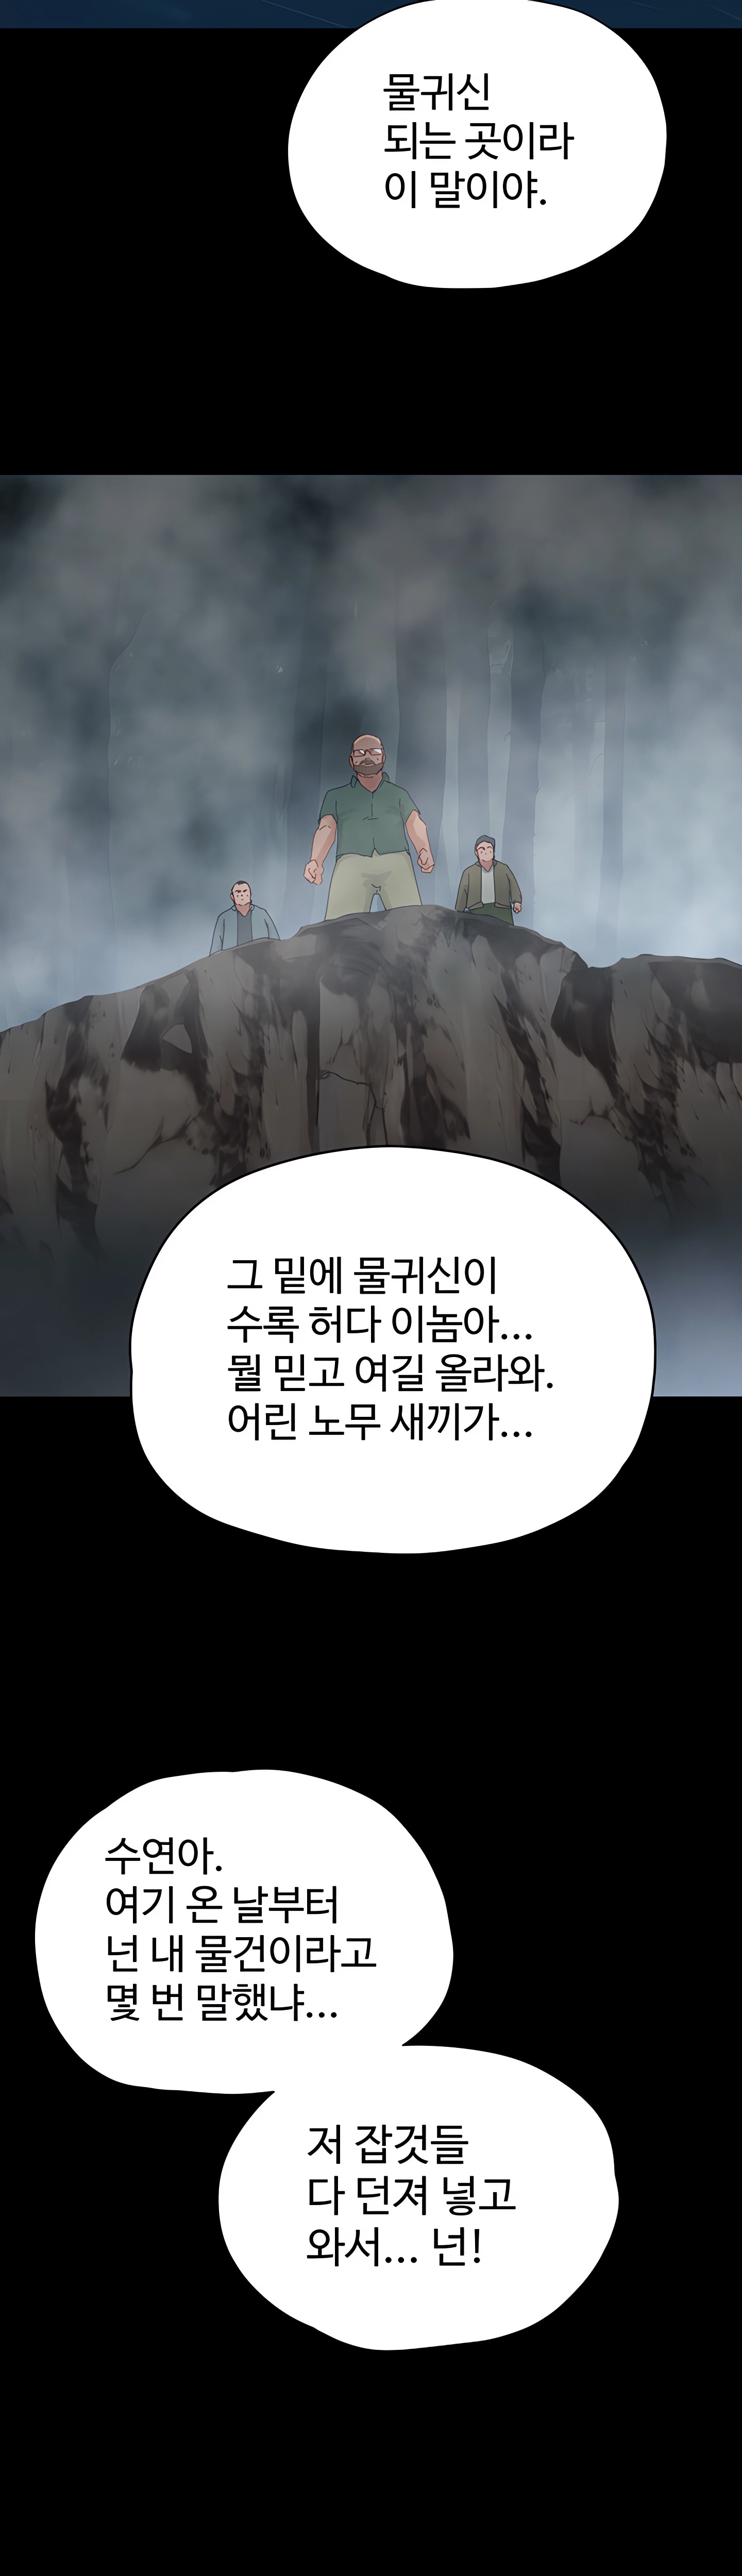 물귀신
되는 곳이라
이 말이야.
그 밑에 물귀신이
수록 허다 이놈아...
뭘 믿고 여길 올라와.
어린 노무 새끼가...
수연아.
여기 온 날부터
넌 내 물건이라고
몇 번 말했냐...
저 잡것들
다 던져 넣고
와서... 넌!